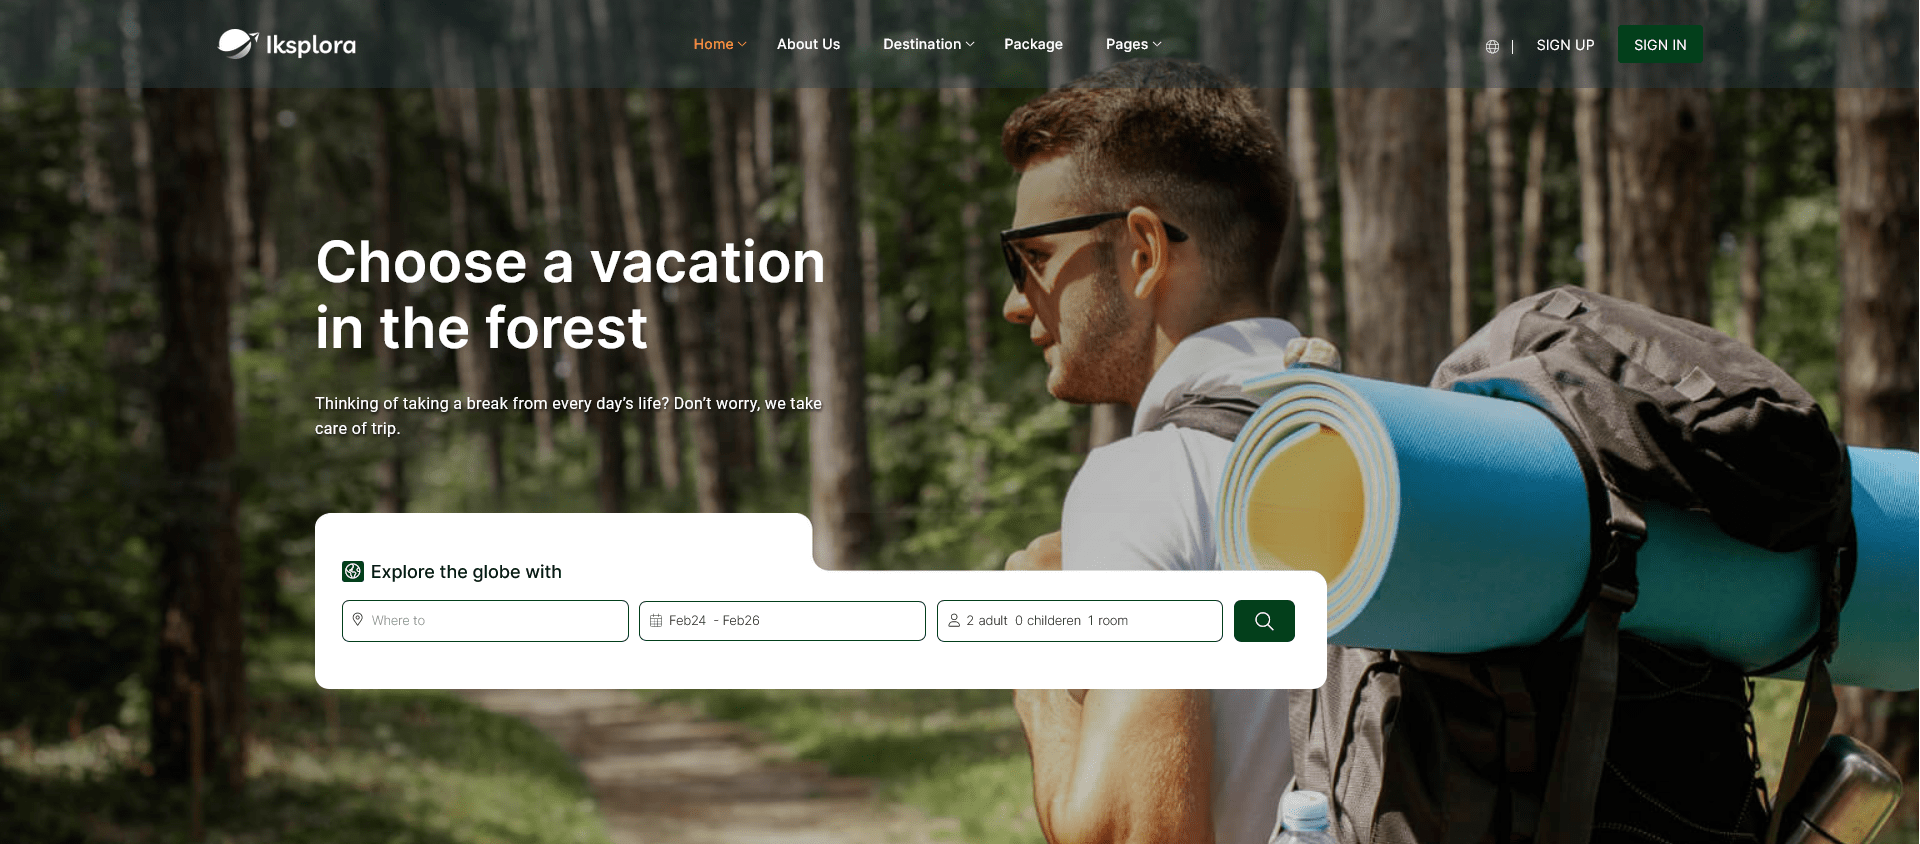 Iksplora
Home
About Us
Destination
Package
Pages
|
SIGN UP
SIGN IN
Choose a vacation
in the forest
Thinking of taking a break from every day's life? Don't worry, we take
care of trip.
Explore the globe with
Where to
Feb24 - Feb26
2 adult 0 childeren 1 room